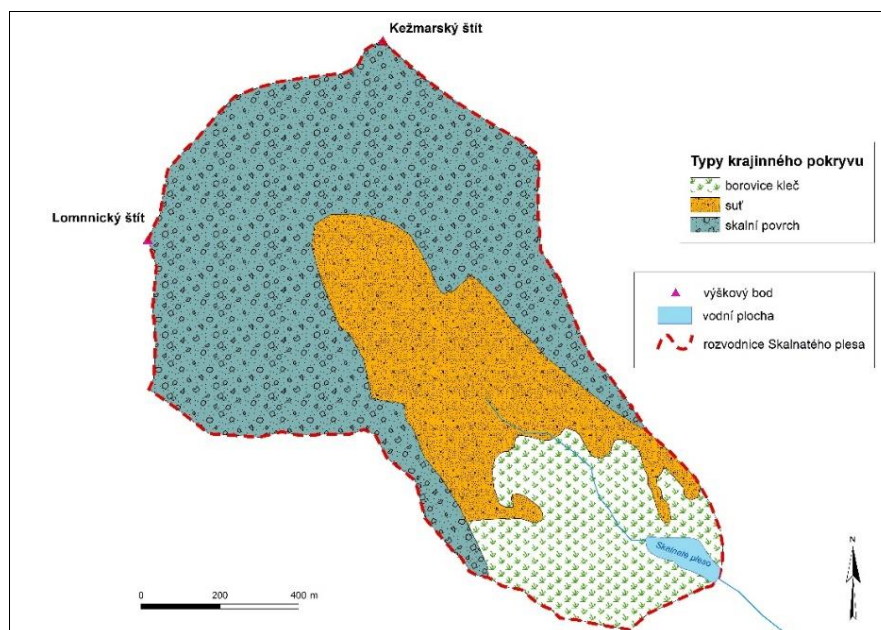 Kežmarský štít
Lomnnický štít
Typy krajinného pokryvu
borovice kleč
suť
skalní povrch
výškový bod
vodní plocha
rozvodnice Skalnatého plesa
Skalnaté pleso
0 200 400 m
N